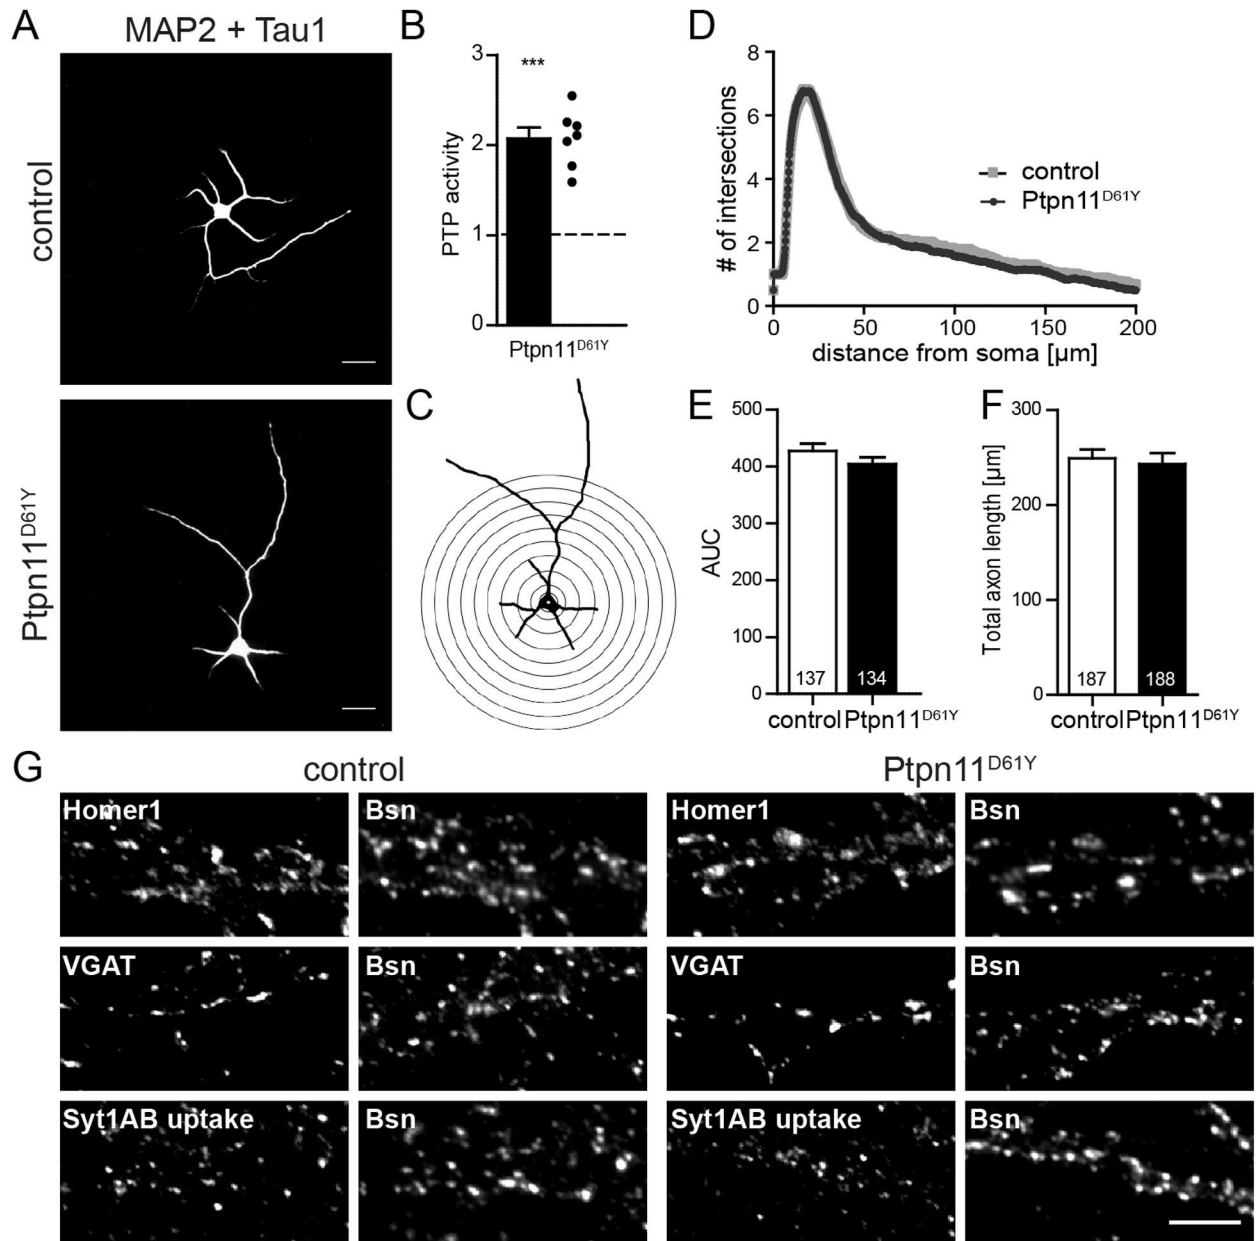 A
MAP2 + Tau1
control
Ptpn11D61Y
B
***
3
2
1
0
PTP activity
Ptpn11D61Y
C
D
8
6
4
2
0
# of intersections
control
Ptpn11D61Y
0 50 100 150 200
distance from soma [µm]
E
500
400
300
200
100
0
AUC
137 134
control Ptpn11D61Y
F
300
200
100
0
Total axon length [µm]
187 188
control Ptpn11D61Y
G
control Ptpn11D61Y
Homer1 Bsn Homer1 Bsn
VGAT Bsn VGAT Bsn
Syt1AB uptake Bsn Syt1AB uptake Bsn